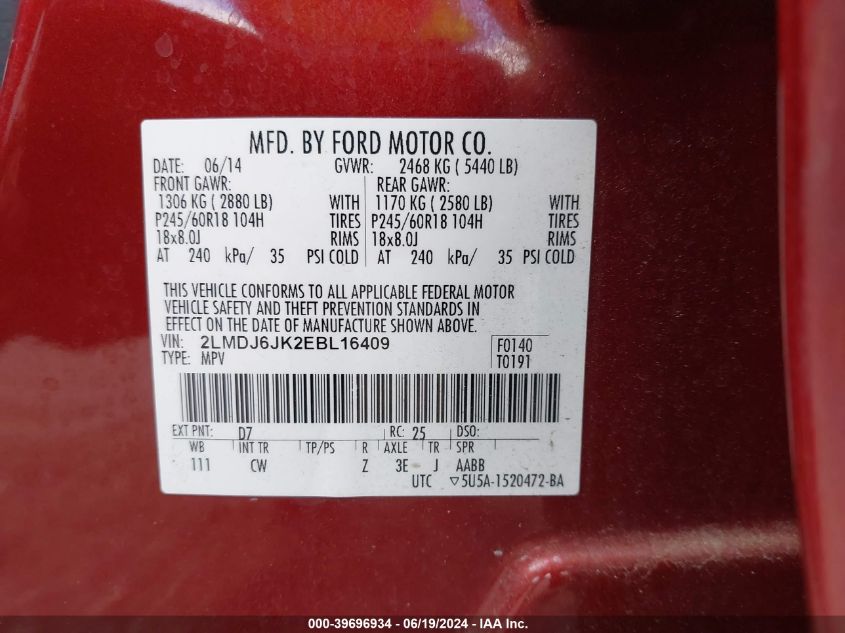 MFD. BY FORD MOTOR CO.
DATE: 06/14 GVWR: 2468 KG ( 5440 LB)
FRONT GAWR: REAR GAWR:
1306 KG ( 2880 LB) WITH 1170 KG ( 2580 LB) WITH
P245/60R18 104H TIRES P245/60R18 104H TIRES
18x8.0J RIMS 18x8.0J RIMS
AT 240 kPa/ 35 PSI COLD AT 240 kPa/ 35 PSI COLD
THIS VEHICLE CONFORMS TO ALL APPLICABLE FEDERAL MOTOR
VEHICLE SAFETY AND THEFT PREVENTION STANDARDS IN
EFFECT ON THE DATE OF MANUFACTURE SHOWN ABOVE.
VIN: 2LMDJ6JK2EBL16409 F0140
TYPE: MPV T0191
EXT PNT: D7 RC: 25 DSO:
WB INT TR TP/PS R AXLE TR SPR
111 CW Z 3E J AABB
UTC ▽5U5A-1520472-BA
000-39696934 - 06/19/2024 - IAA Inc.